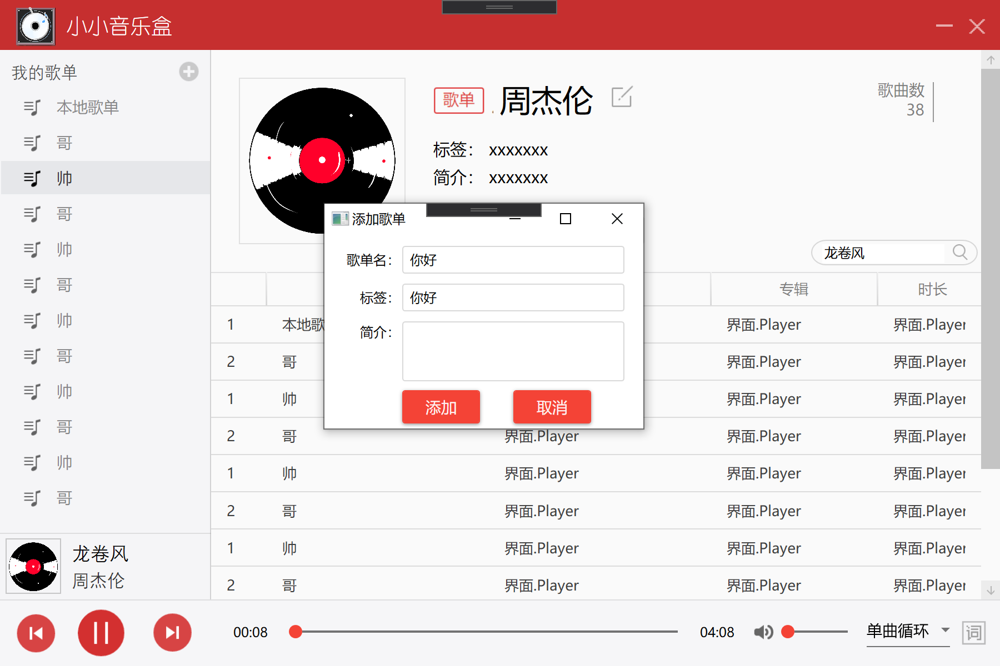 小小音乐盒
我的歌单
本地歌单
哥
帅
哥
帅
哥
帅
哥
帅
哥
帅
哥
龙卷风
周杰伦
歌单
周杰伦
歌曲数
38
标签： xxxxxxx
简介： xxxxxxx
龙卷风
添加歌单
歌单名： 你好
标签： 你好
简介：
添加 取消
专辑 时长
1 本地歌 界面.Player 界面.Player
2 哥 界面.Player 界面.Player
1 帅 界面.Player 界面.Player
2 哥 界面.Player 界面.Player 界面.Player
1 帅 界面.Player 界面.Player 界面.Player
2 哥 界面.Player 界面.Player 界面.Player
1 帅 界面.Player 界面.Player 界面.Player
2 哥 界面.Player 界面.Player 界面.Player
00:08 04:08 单曲循环 词